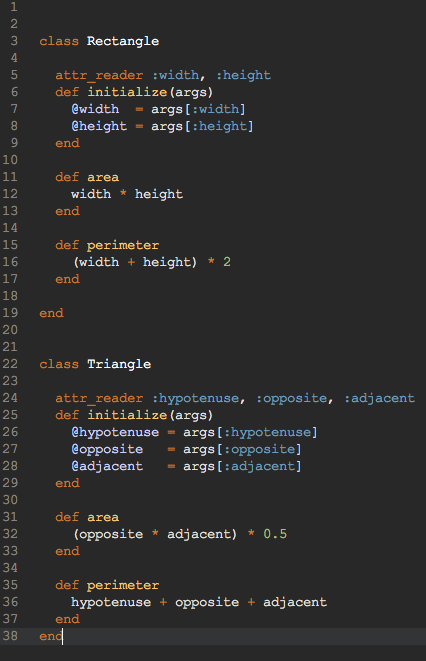 1
2
3 class Rectangle
4
5   attr_reader :width, :height
6   def initialize(args)
7     @width  = args[:width]
8     @height = args[:height]
9   end
10
11   def area
12     width * height
13   end
14
15   def perimeter
16     (width + height) * 2
17   end
18
19 end
20
21
22 class Triangle
23
24   attr_reader :hypotenuse, :opposite, :adjacent
25   def initialize(args)
26     @hypotenuse = args[:hypotenuse]
27     @opposite   = args[:opposite]
28     @adjacent   = args[:adjacent]
29   end
30
31   def area
32     (opposite * adjacent) * 0.5
33   end
34
35   def perimeter
36     hypotenuse + opposite + adjacent
37   end
38 end